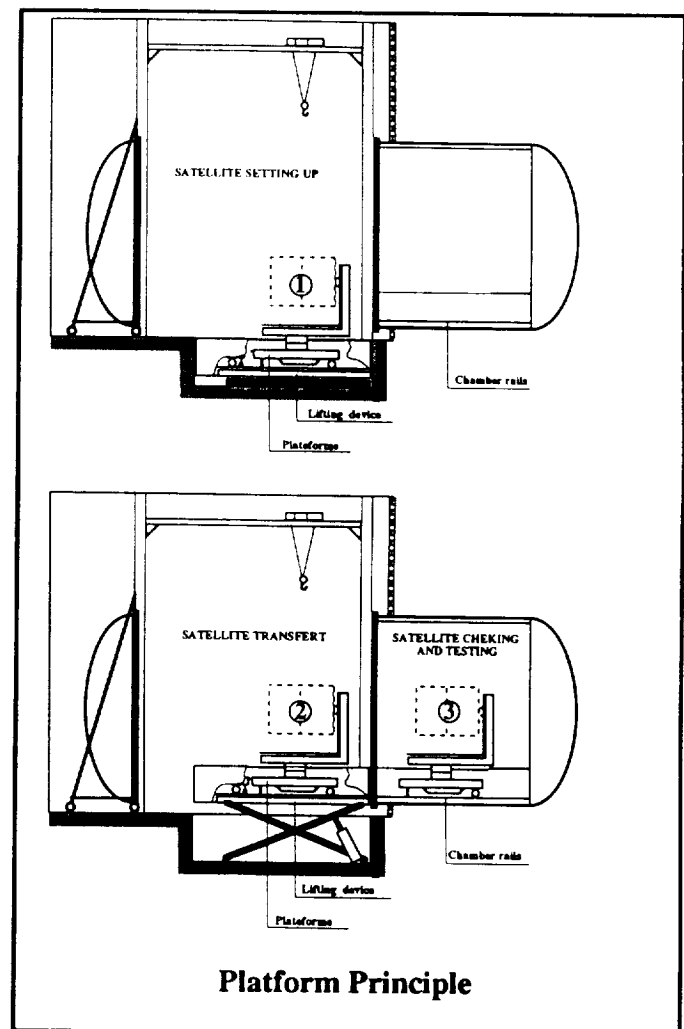 SATELLITE SETTING UP
①
Chamber rails
Lifting device
Plateforme
SATELLITE TRANSFERT
SATELLITE CHEKING
AND TESTING
②
③
Chamber rails
Lifting device
Plateforme
Platform Principle